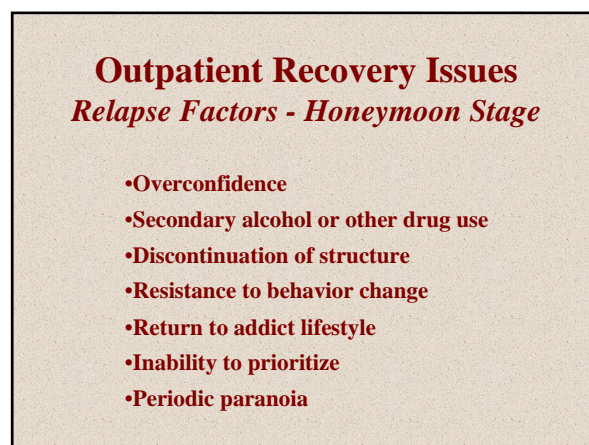 Outpatient Recovery Issues
Relapse Factors - Honeymoon Stage
•Overconfidence
•Secondary alcohol or other drug use
•Discontinuation of structure
•Resistance to behavior change
•Return to addict lifestyle
•Inability to prioritize
•Periodic paranoia